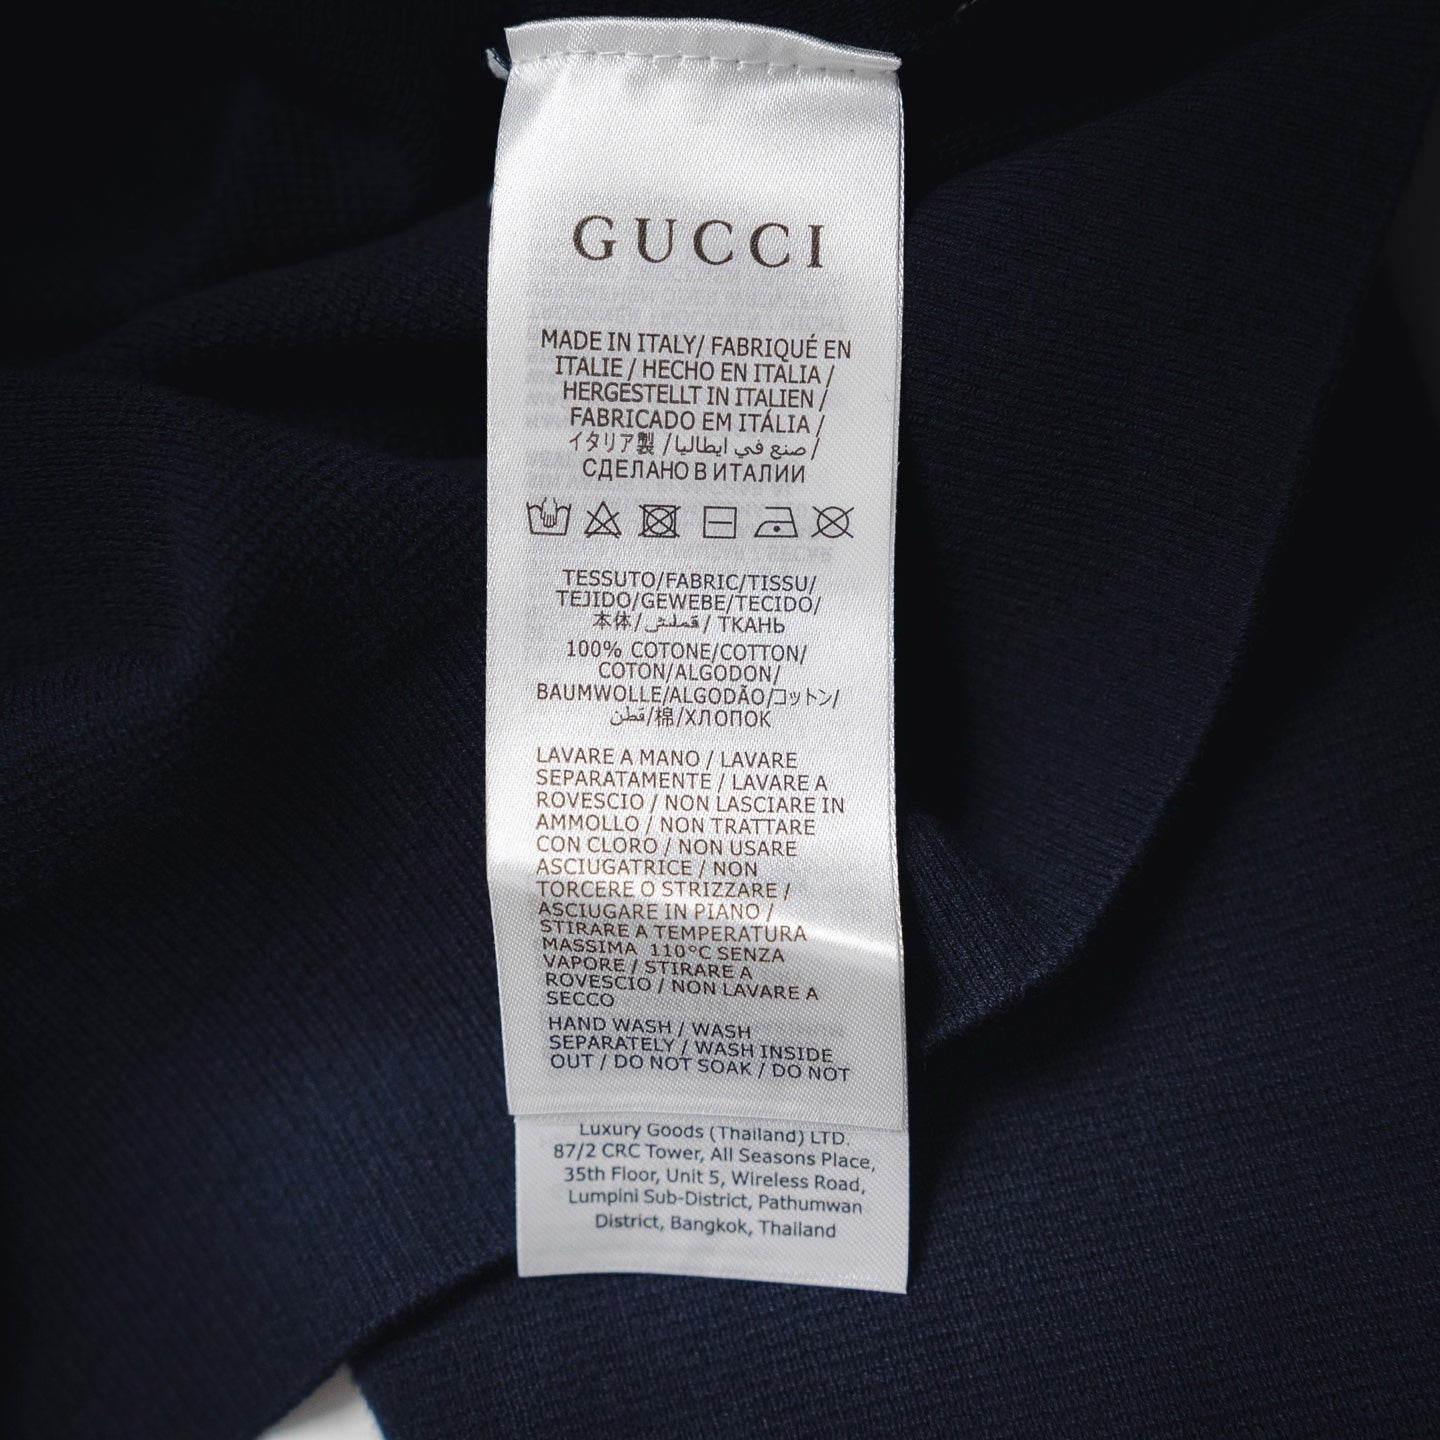 GUCCI
MADE IN ITALY/ FABRIQUÉ EN
ITALIE / HECHO EN ITALIA /
HERGESTELLT IN ITALIEN /
FABRICADO EM ITÁLIA /
イタリア製 / صنع في ايطاليا /
СДЕЛАНО В ИТАЛИИ
TESSUTO/FABRIC/TISSU/
TEJIDO/GEWEBE/TECIDO/
本体/ قملش / ТКАНЬ
100% COTONE/COTTON/
COTON/ALGODON/
BAUMWOLLE/ALGODÃO/コットン/
قطن/棉/ХЛОПОК
LAVARE A MANO / LAVARE
SEPARATAMENTE / LAVARE A
ROVESCIO / NON LASCIARE IN
AMMOLLO / NON TRATTARE
CON CLORO / NON USARE
ASCIUGATRICE / NON
TORCERE O STRIZZARE /
ASCIUGARE IN PIANO /
STIRARE A TEMPERATURA
MASSIMA 110°C SENZA
VAPORE / STIRARE A
ROVESCIO / NON LAVARE A
SECCO
HAND WASH / WASH
SEPARATELY / WASH INSIDE
OUT / DO NOT SOAK / DO NOT
Luxury Goods (Thailand) LTD.
87/2 CRC Tower, All Seasons Place,
35th Floor, Unit 5, Wireless Road,
Lumpini Sub-District, Pathumwan
District, Bangkok, Thailand